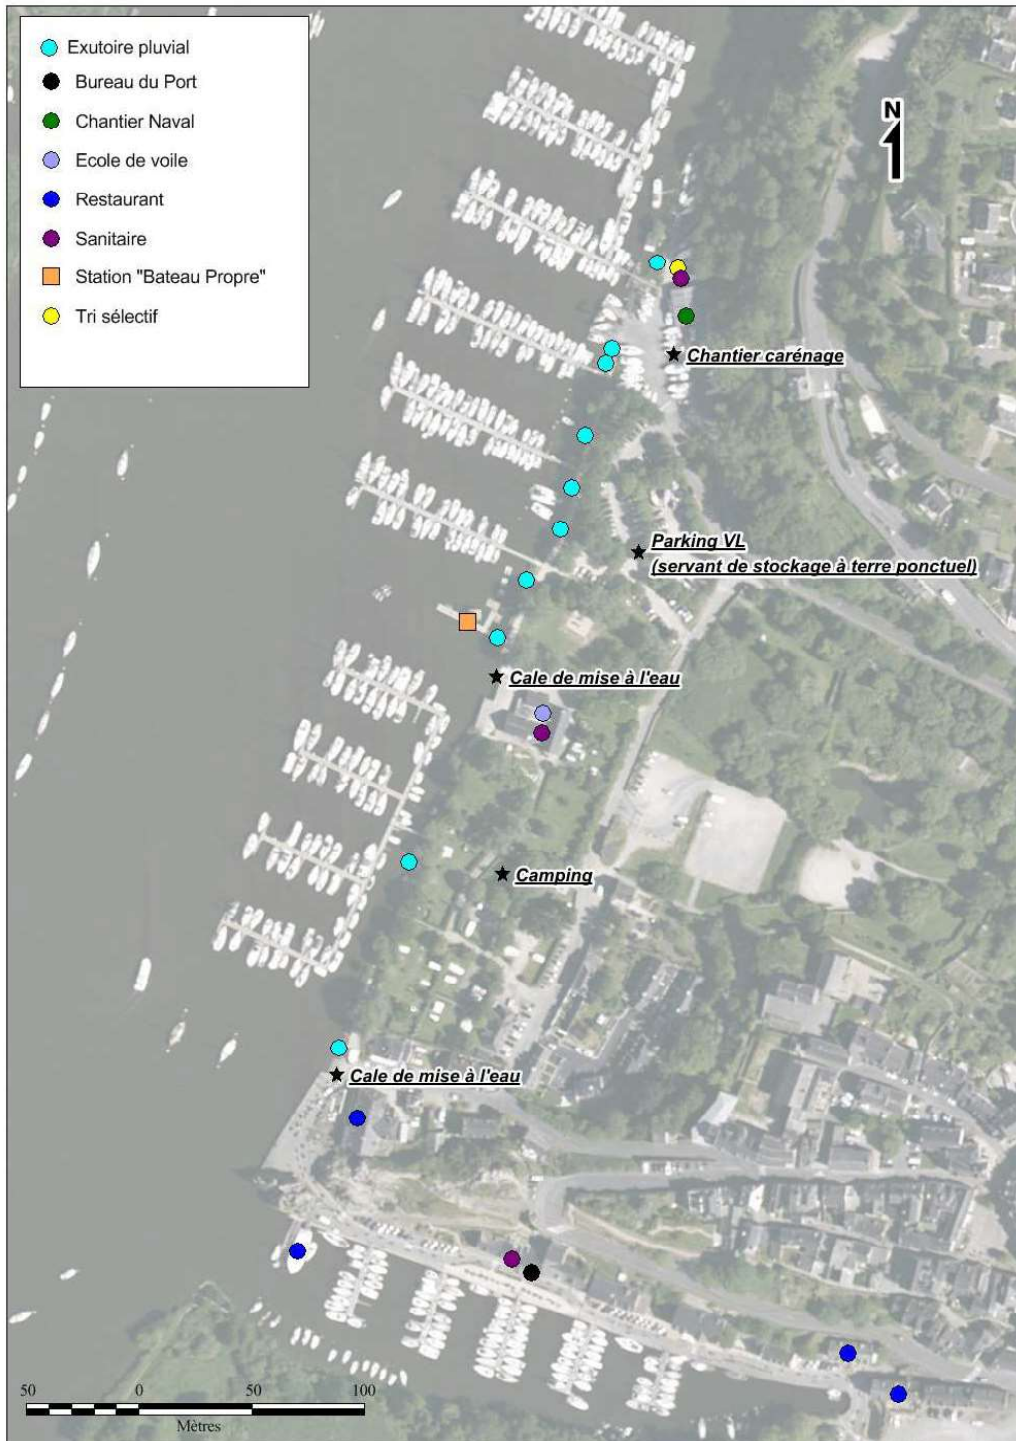 Exutoire pluvial
Bureau du Port
Chantier Naval
Ecole de voile
Restaurant
Sanitaire
Station "Bateau Propre"
Tri sélectif
N
Chantier carénage
Parking VL
(servant de stockage à terre ponctuel)
Cale de mise à l'eau
Camping
Cale de mise à l'eau
50 0 50 100
Mètres